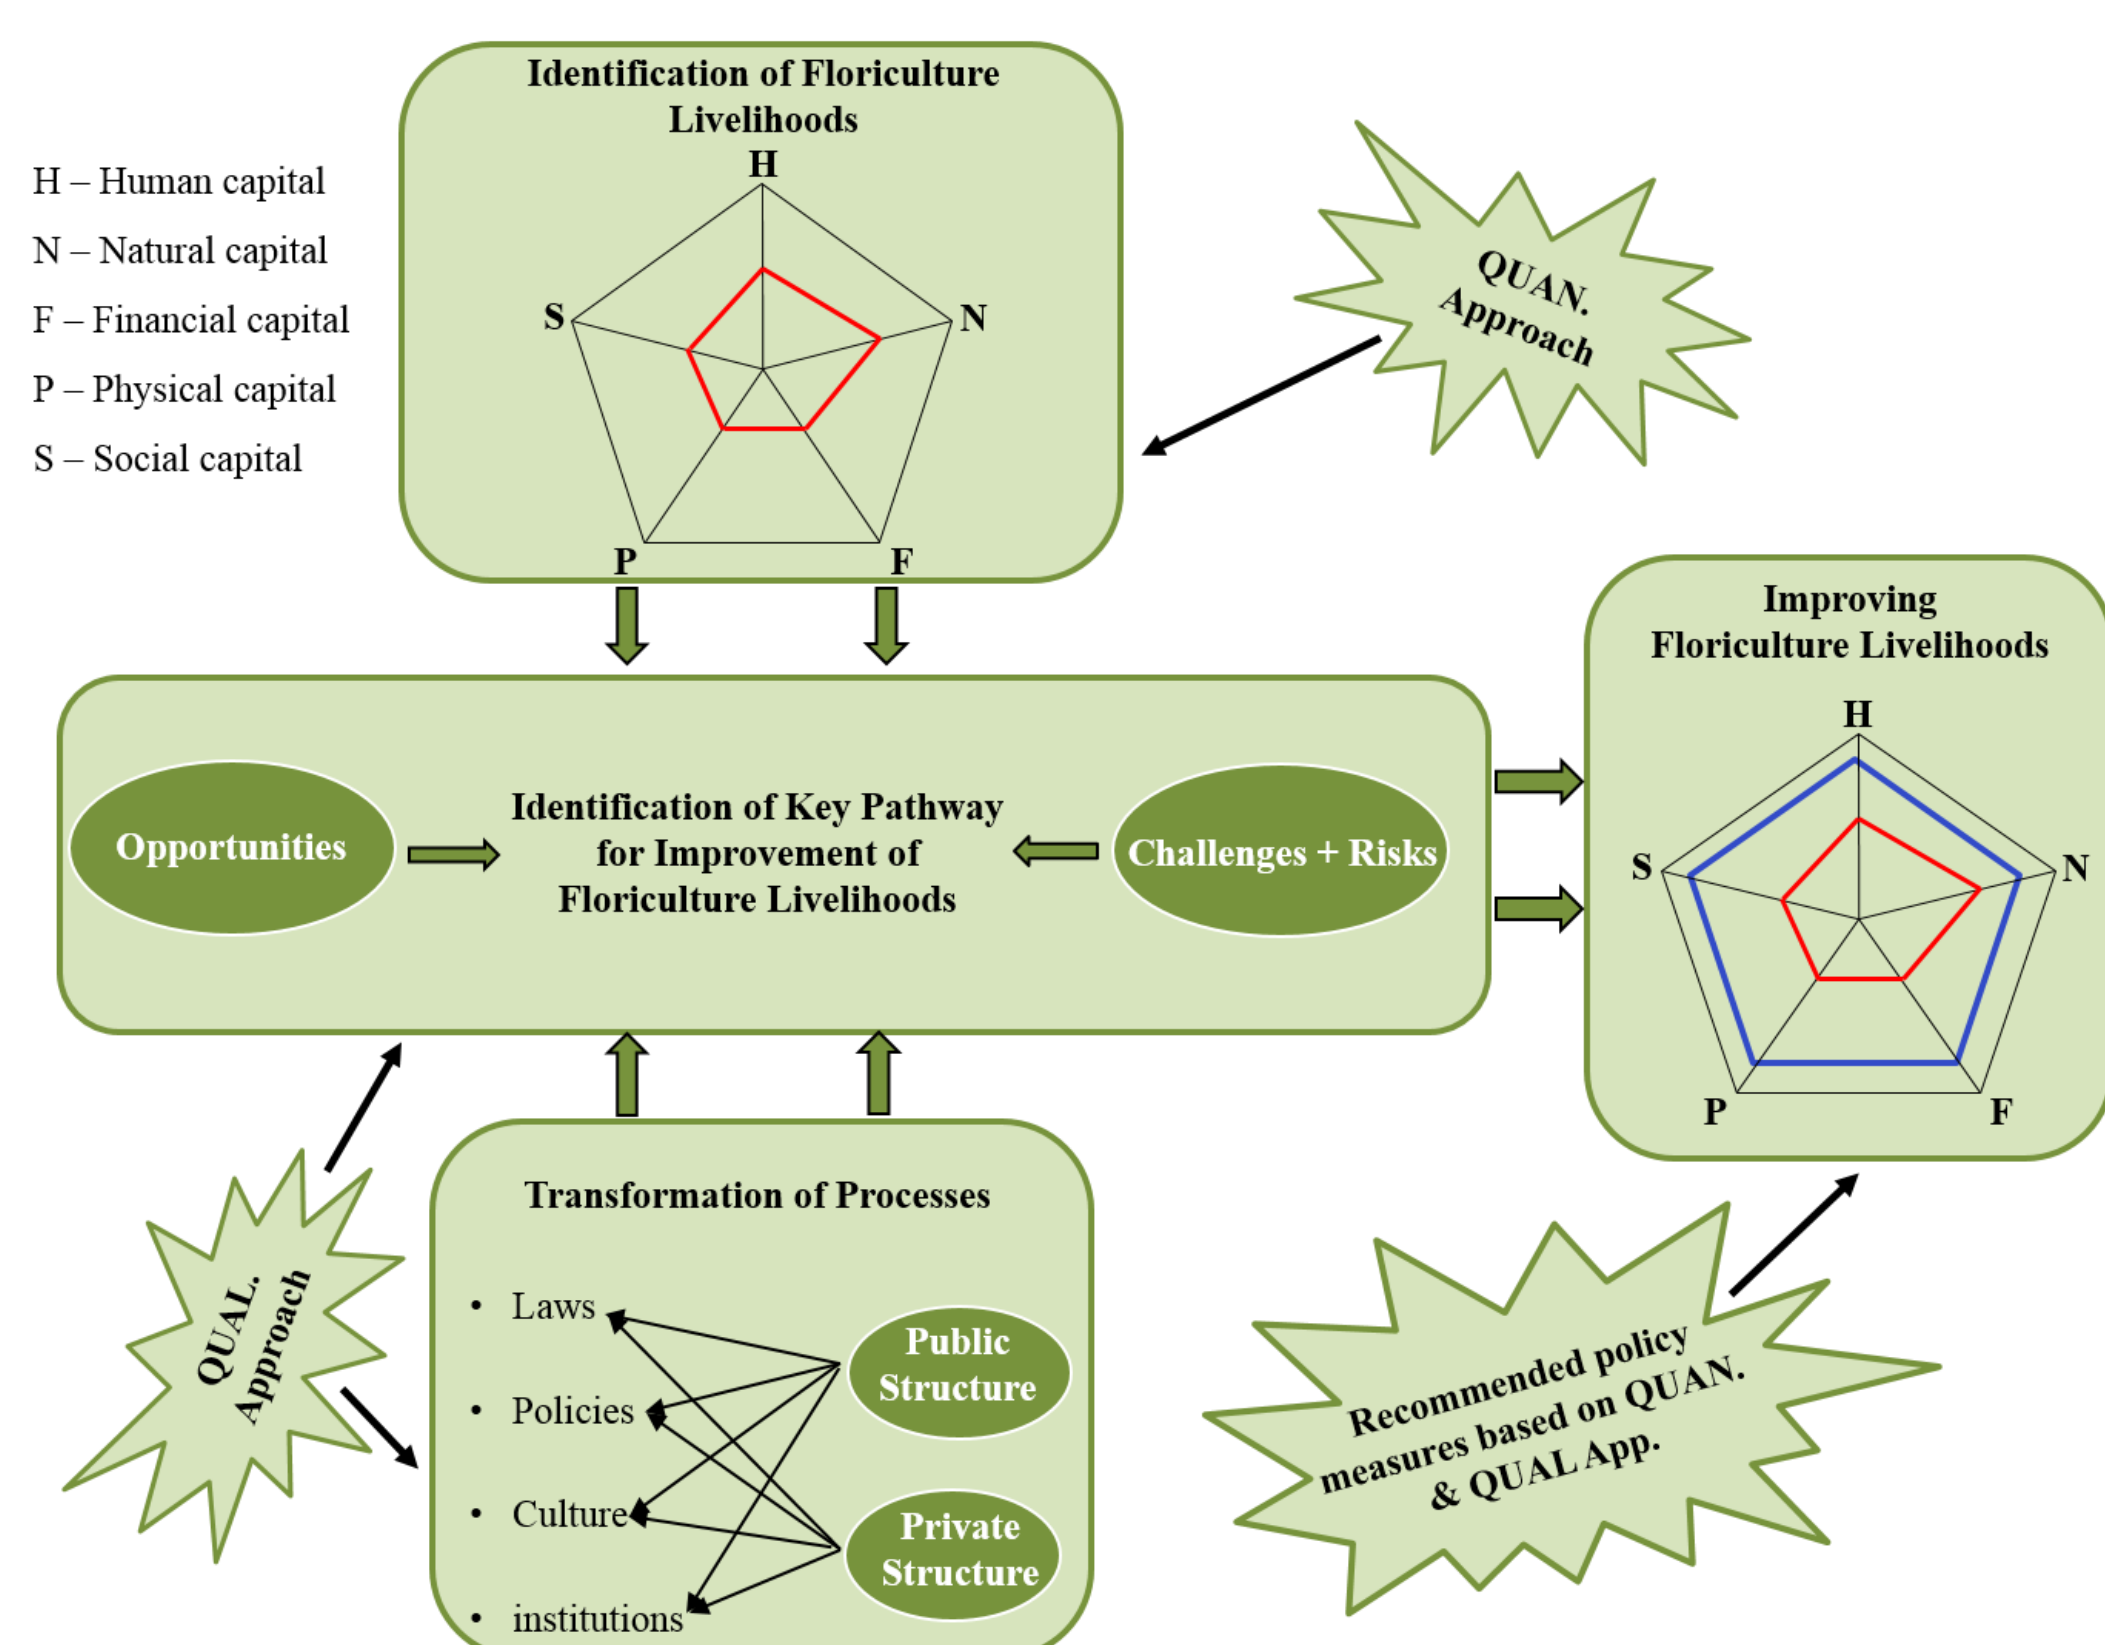 Identification of Floriculture
Livelihoods
H
S
N
P
F
H – Human capital
N – Natural capital
F – Financial capital
P – Physical capital
S – Social capital
QUAN.
Approach
Opportunities
Identification of Key Pathway
for Improvement of
Floriculture Livelihoods
Challenges + Risks
Improving
Floriculture Livelihoods
H
S
N
P
F
QUAL.
Approach
Transformation of Processes
• Laws
• Policies
• Culture
• institutions
Public
Structure
Private
Structure
Recommended policy
measures based on QUAN.
& QUAL App.